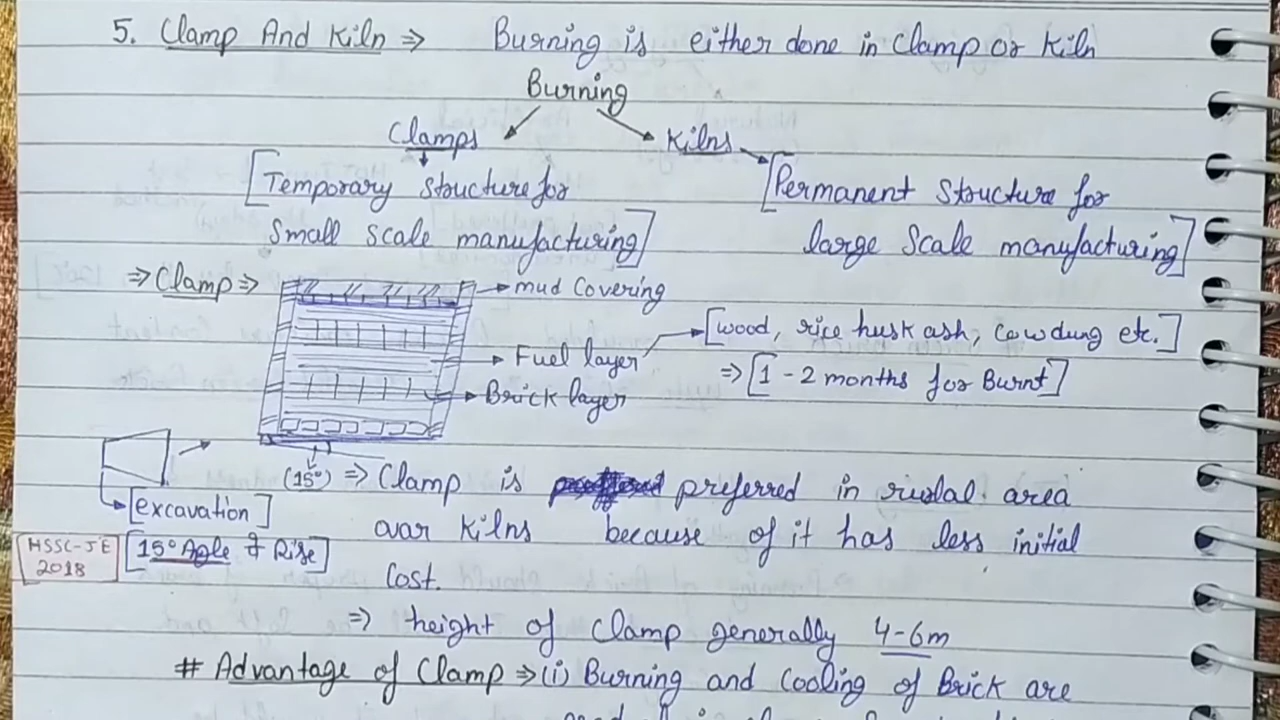 5. Clamp And Kiln ⇒ Burning is either done in Clamp or Kiln
Burning
Clamps
Kilns
[Temporary structure for
small scale manufacturing]
[Permanent structure for
large scale manufacturing]
⇒ Clamp ⇒
→ mud covering
→ Fuel layer
→ [wood, rice husk ash, cowdung etc.]
⇒ [1 - 2 months for Burnt]
→ Brick layer
(15°)
⇒ Clamp is preferred in rural area
ovar kilns because of it has less initial
cost.
[excavation]
HSSC-JE
2018
[15° Agle of Rise]
⇒ height of clamp generally 4-6m
# Advantage of Clamp ⇒ (i) Burning and cooling of Brick are